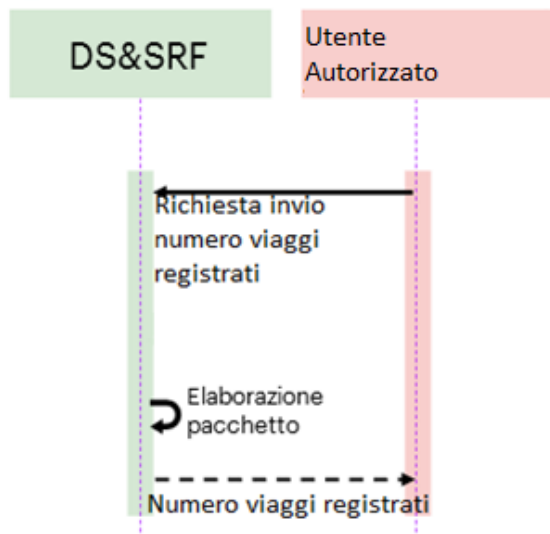 DS&SRF
Utente
Autorizzato
Richiesta invio
numero viaggi
registrati
Elaborazione
pacchetto
Numero viaggi registrati